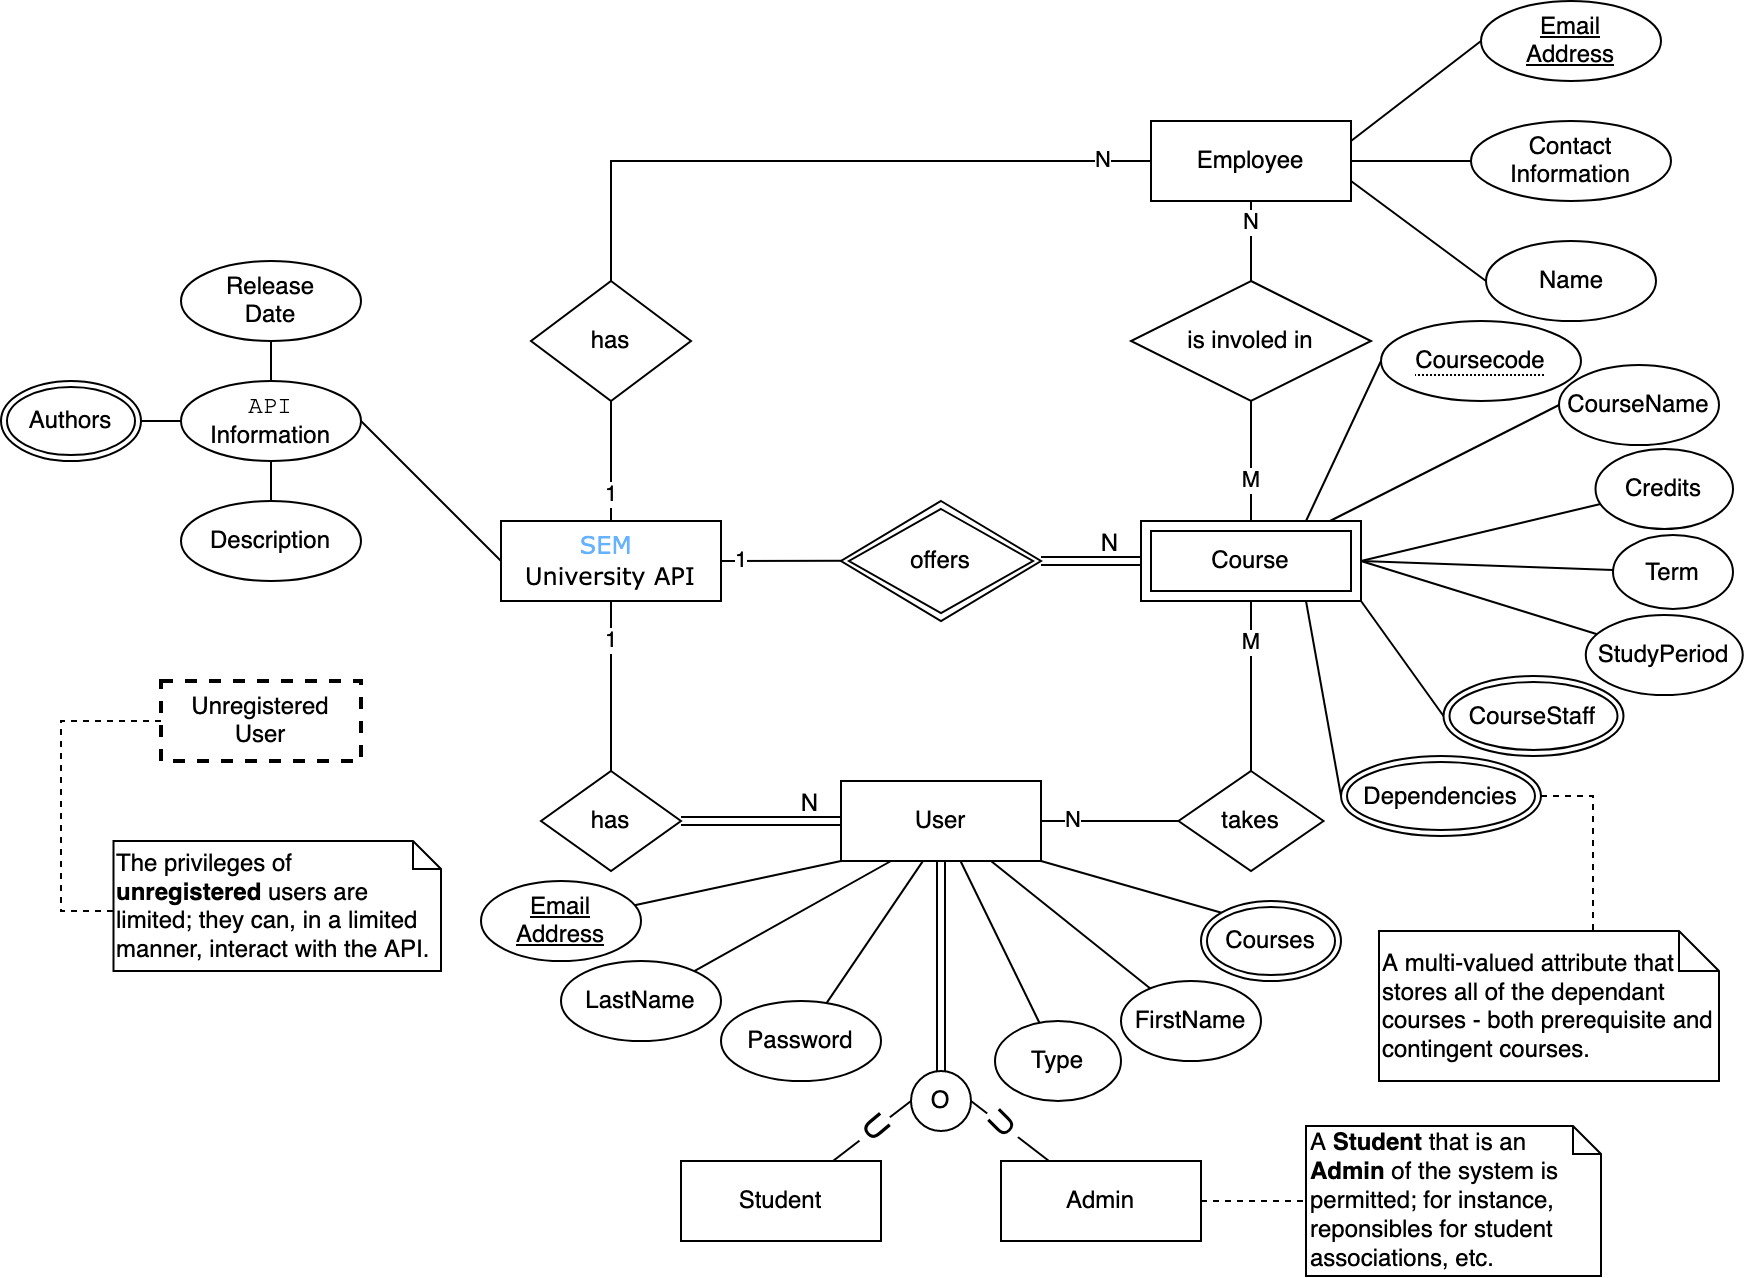 Email
Address
Employee
Contact
Information
Name
N
N
has
is involed in
Release
Date
API
Information
Authors
Description
Coursecode
CourseName
Credits
Term
StudyPeriod
CourseStaff
Dependencies
1
M
SEM
University API
1
offers
N
Course
1
M
Unregistered
User
The privileges of
unregistered users are
limited; they can, in a limited
manner, interact with the API.
has
N
User
N
takes
Email
Address
LastName
Password
Type
FirstName
Courses
A multi-valued attribute that
stores all of the dependant
courses - both prerequisite and
contingent courses.
O
Student
Admin
A Student that is an
Admin of the system is
permitted; for instance,
reponsibles for student
associations, etc.